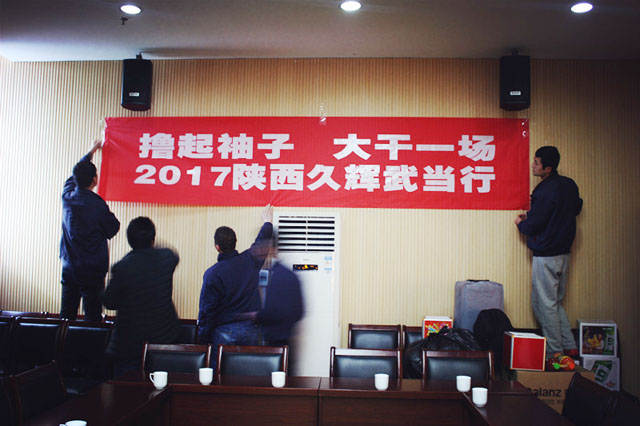 撸起袖子 大干一场
2017陕西久辉武当行
alanz